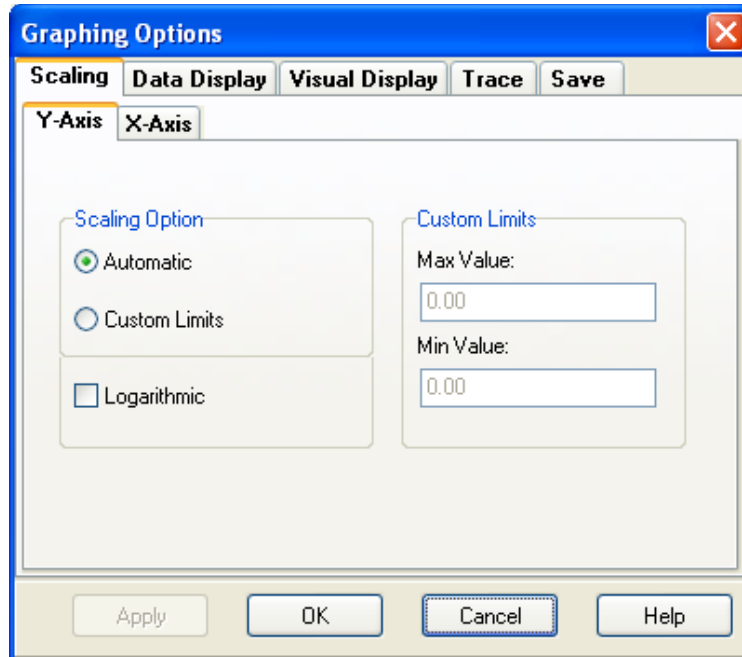 Graphing Options
Scaling Data Display Visual Display Trace Save
Y-Axis X-Axis
Scaling Option
Automatic
Custom Limits
Logarithmic
Custom Limits
Max Value:
0.00
Min Value:
0.00
Apply OK Cancel Help